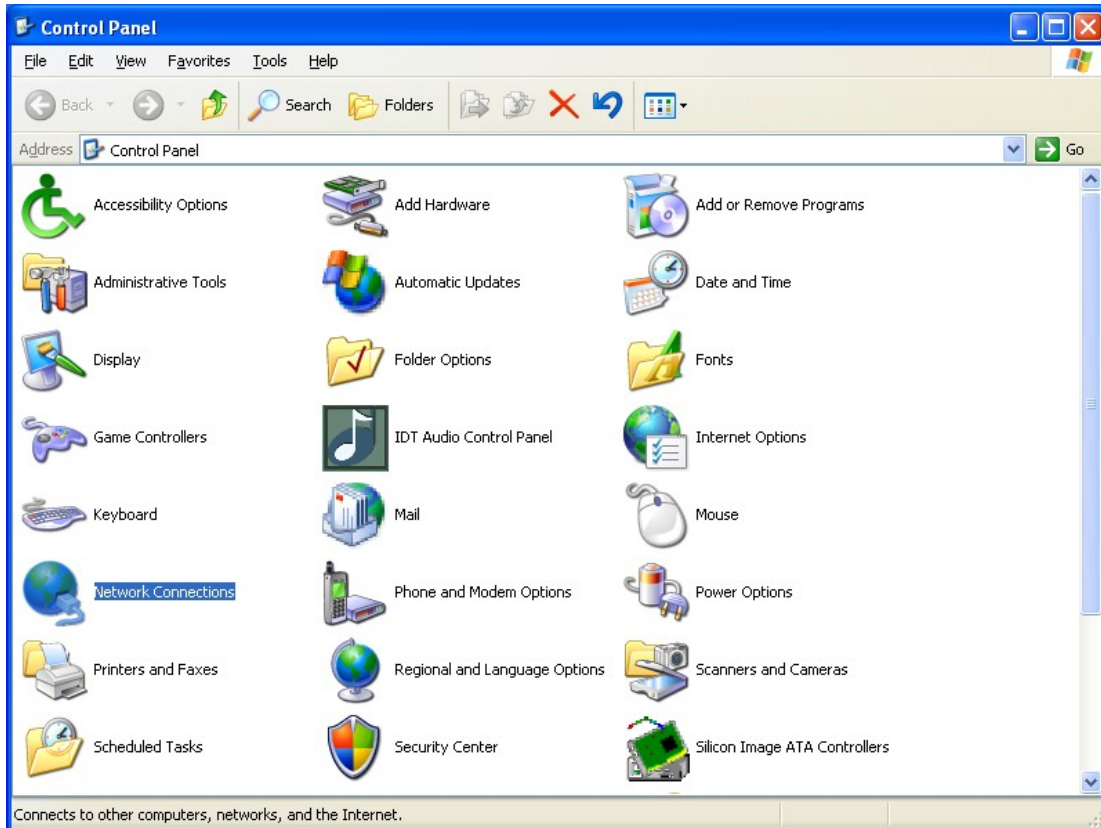 Control Panel
File Edit View Favorites Tools Help
Back Search Folders
Address Control Panel Go
Accessibility Options Add Hardware Add or Remove Programs
Administrative Tools Automatic Updates Date and Time
Display Folder Options Fonts
Game Controllers IDT Audio Control Panel Internet Options
Keyboard Mail Mouse
Network Connections Phone and Modem Options Power Options
Printers and Faxes Regional and Language Options Scanners and Cameras
Scheduled Tasks Security Center Silicon Image ATA Controllers
Connects to other computers, networks, and the Internet.